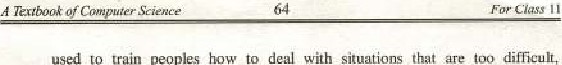 A Textbook of Computer Science 64 For Class 11
used to train peoples how to deal with situations that are too difficult,